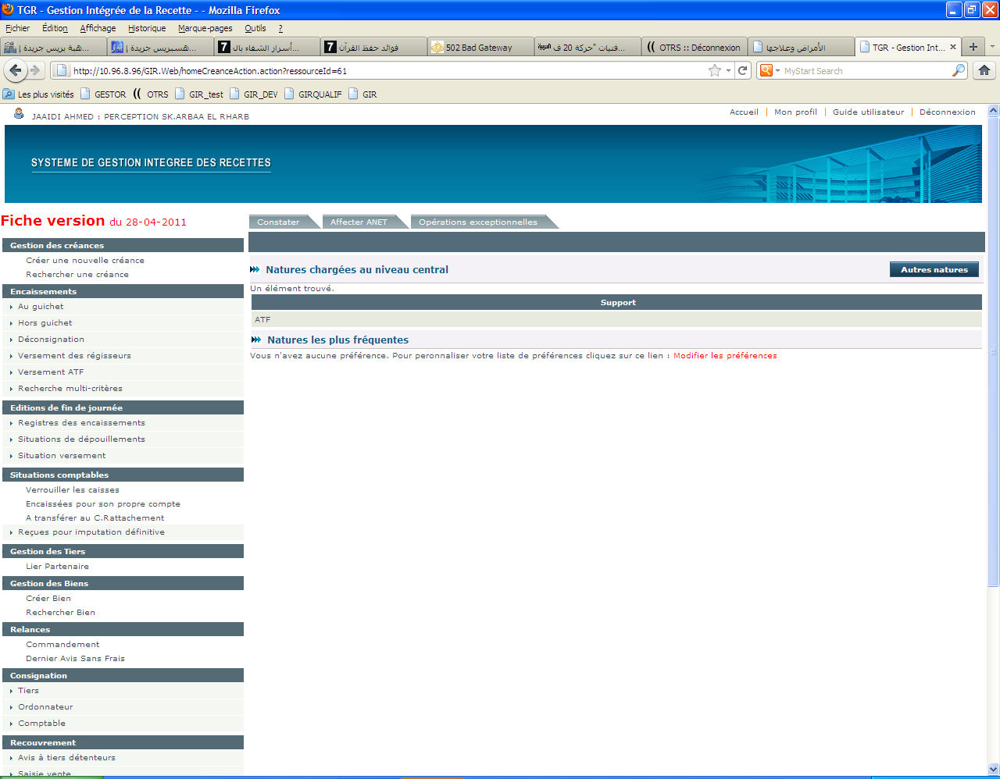 TGR - Gestion Intégrée de la Recette - - Mozilla Firefox
Fichier Édition Affichage Historique Marque-pages Outils ?
هبة بريس جريدة إ...
هسبريس جريدة إ...
أسرار الشفاء بال...
فوائد حفظ القرآن
502 Bad Gateway
فتيات "حركة 20 ف...
OTRS :: Déconnexion
الأمراض وعلاجها
TGR - Gestion Int...
http://10.96.8.96/GIR.Web/homeCreanceAction.action?ressourceId=61
MyStart Search
Les plus visités GESTOR OTRS GIR_test GIR_DEV GIRQUALIF GIR
JAAIDI AHMED : PERCEPTION SK.ARBAA EL RHARB
Accueil | Mon profil | Guide utilisateur | Déconnexion
SYSTEME DE GESTION INTEGREE DES RECETTES
Fiche version du 28-04-2011
Gestion des créances
Créer une nouvelle créance
Rechercher une créance
Encaissements
Au guichet
Hors guichet
Déconsignation
Versement des régisseurs
Versement ATF
Recherche multi-critères
Editions de fin de journée
Registres des encaissements
Situations de dépouillements
Situation versement
Situations comptables
Verrouiller les caisses
Encaissées pour son propre compte
A transférer au C.Rattachement
Reçues pour imputation définitive
Gestion des Tiers
Lier Partenaire
Gestion des Biens
Créer Bien
Rechercher Bien
Relances
Commandement
Dernier Avis Sans Frais
Consignation
Tiers
Ordonnateur
Comptable
Recouvrement
Avis à tiers détenteurs
Saisie vente
Constater Affecter ANET Opérations exceptionnelles
Natures chargées au niveau central
Autres natures
Un élément trouvé.
Support
ATF
Natures les plus fréquentes
Vous n'avez aucune préférence. Pour peronnaliser votre liste de préférences cliquez sur ce lien : Modifier les préférences